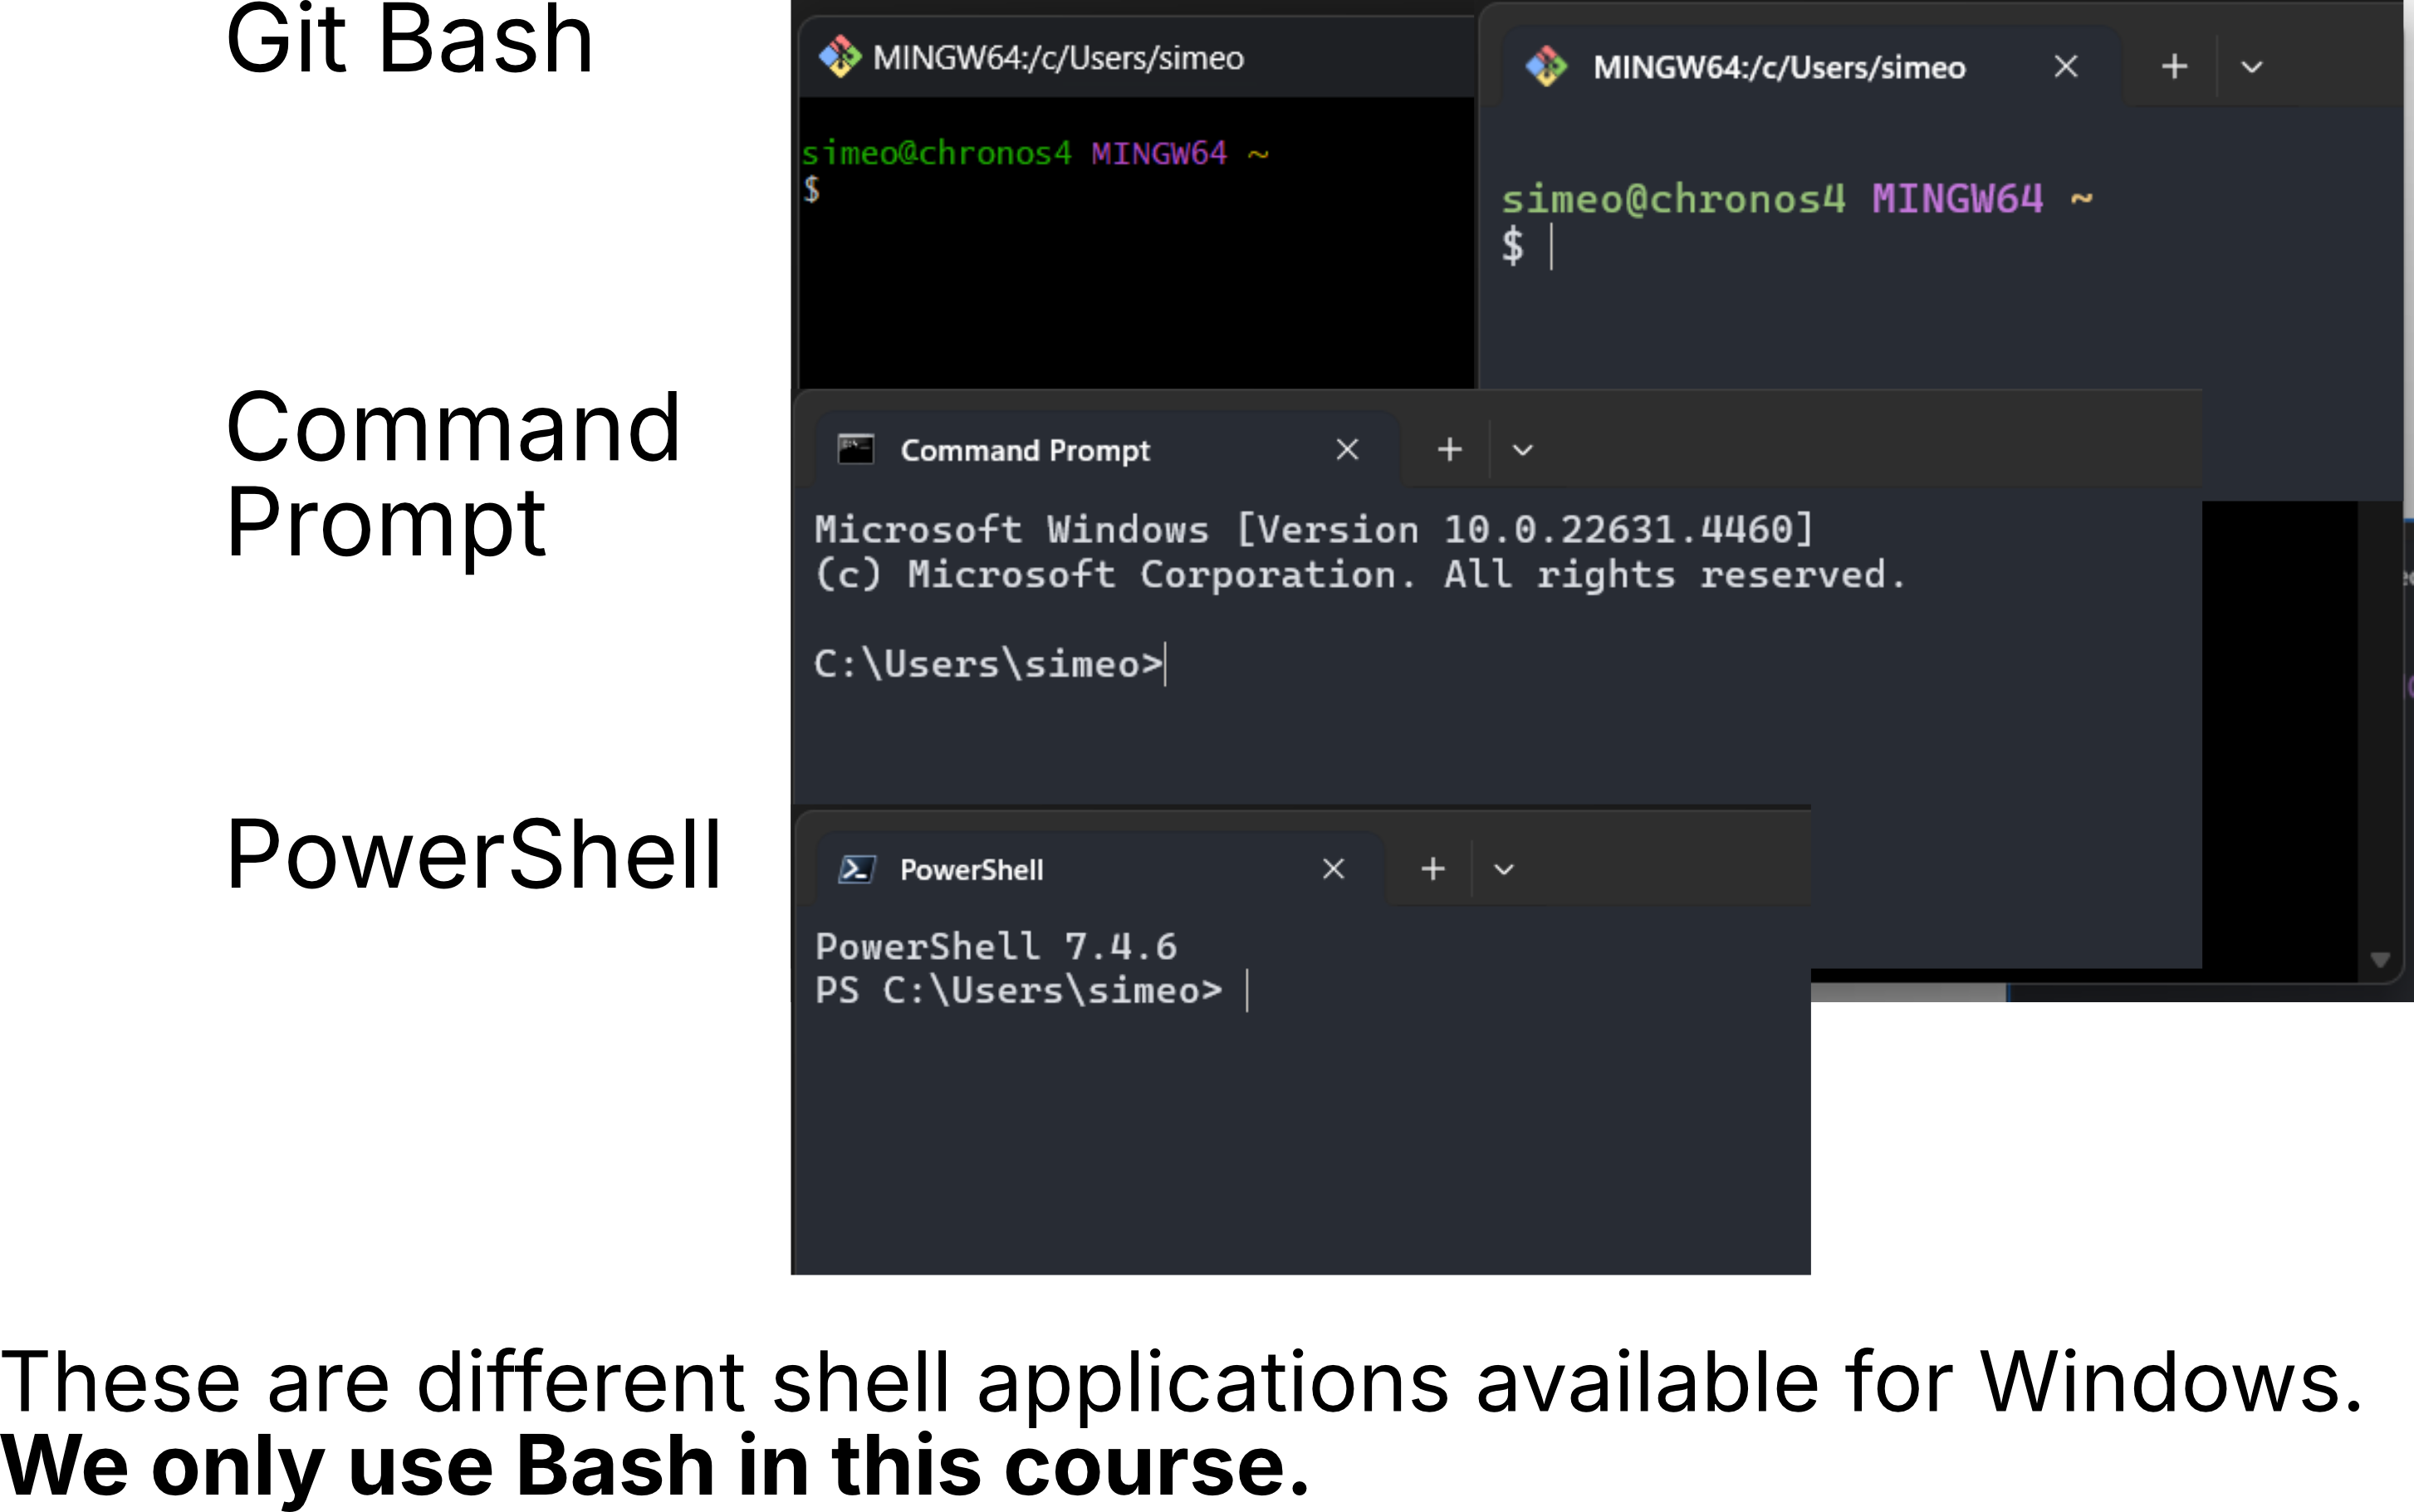 Git Bash
MINGW64:/c/Users/simeo
simeo@chronos4 MINGW64 ~
$
MINGW64:/c/Users/simeo
simeo@chronos4 MINGW64 ~
$
Command
Prompt
Command Prompt
Microsoft Windows [Version 10.0.22631.4460]
(c) Microsoft Corporation. All rights reserved.
C:\Users\simeo>
PowerShell
PowerShell
PowerShell 7.4.6
PS C:\Users\simeo>
These are different shell applications available for Windows.
We only use Bash in this course.